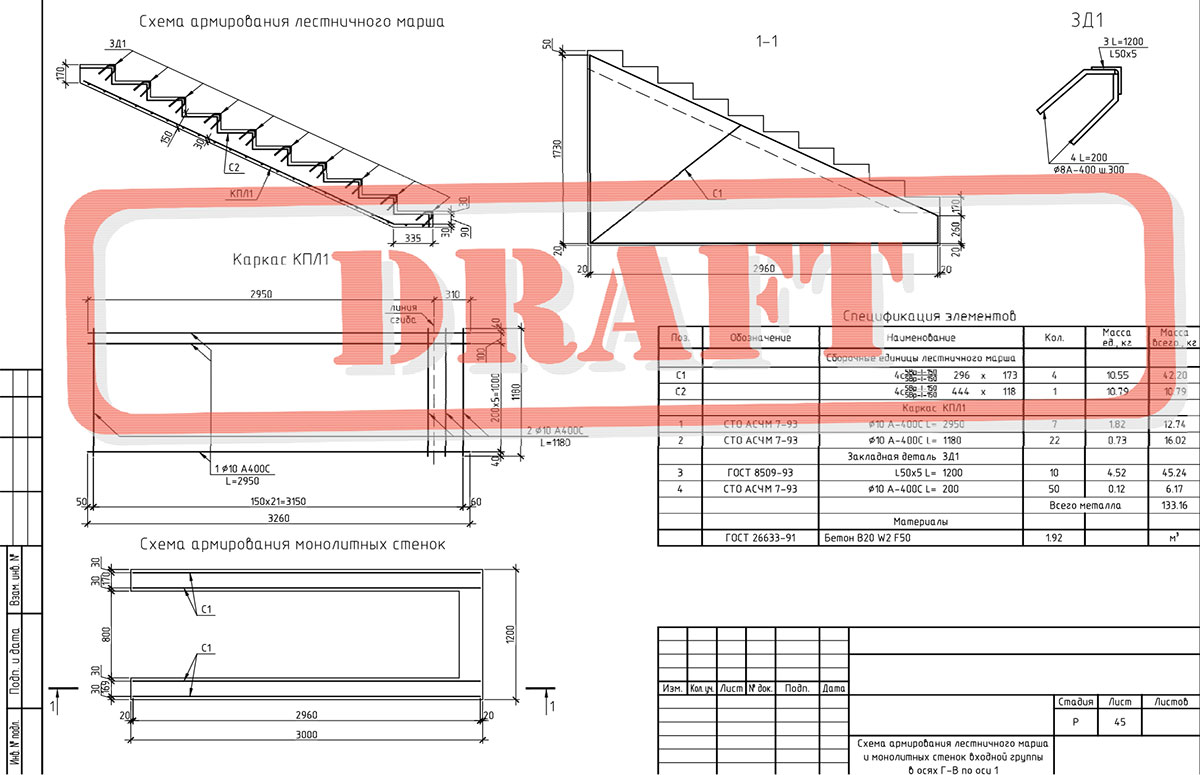 Схема армирования лестничного марша
ЗД1
170
150
30
С2
КПЛ1
335
30
30
90
1-1
50
1730
20
С1
170
260
20
20
2960
20
ЗД1
3 L=1200
L50х5
4 L=200
Ø8А-400 ш.300
DRAFT
Каркас КПЛ1
2950
310
линия
сгиба
40
100
200х5=1000
1180
40
2 Ø10 А400С
L=1180
1 Ø10 А400С
L=2950
50
150х21=3150
60
3260
Спецификация элементов
Поз.
Обозначение
Наименование
Кол.
Масса
ед., кг
Масса
всего., кг
Сборочные единицы лестничного марша
С1 4с 5Вр-I-150 5Вр-I-150 296 х 173 4 10.55 42.20
С2 4с 5Вр-I-150 5Вр-I-150 444 х 118 1 10.79 10.79
Каркас КПЛ1
1 СТО АСЧМ 7-93 Ø10 А-400С L= 2950 7 1.82 12.74
2 СТО АСЧМ 7-93 Ø10 А-400С L= 1180 22 0.73 16.02
Закладная деталь ЗД1
3 ГОСТ 8509-93 L50х5 L= 1200 10 4.52 45.24
4 СТО АСЧМ 7-93 Ø10 А-400С L= 200 50 0.12 6.17
Всего металла 133.16
Материалы
ГОСТ 26633-91 Бетон В20 W2 F50 1.92 м³
Схема армирования монолитных стенок
30
170
30
800
30
169
30
С1
С1
1200
1
1
20
2960
20
3000
Взам. инв. №
Подп. и дата
Инв. № подл.
Изм. Кол.уч. Лист № док. Подп. Дата
Стадия Лист Листов
Р 45
Схема армирования лестничного марша
и монолитных стенок входной группы
в осях Г-В по оси 1